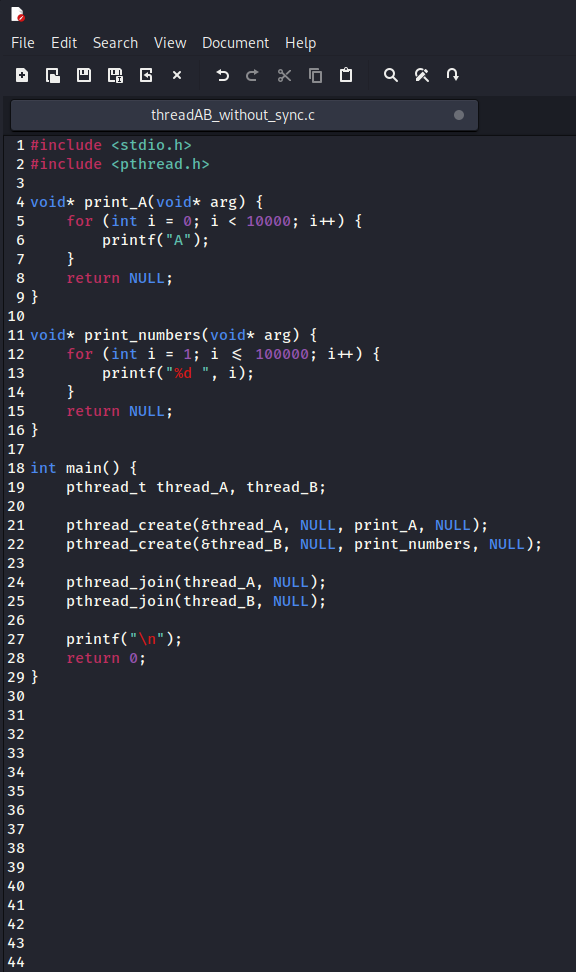 File Edit Search View Document Help
threadAB_without_sync.c
1 #include <stdio.h>
2 #include <pthread.h>
3
4 void* print_A(void* arg) {
5     for (int i = 0; i < 10000; i++) {
6         printf("A");
7     }
8     return NULL;
9 }
10
11 void* print_numbers(void* arg) {
12     for (int i = 1; i <= 100000; i++) {
13         printf("%d ", i);
14     }
15     return NULL;
16 }
17
18 int main() {
19     pthread_t thread_A, thread_B;
20
21     pthread_create(&thread_A, NULL, print_A, NULL);
22     pthread_create(&thread_B, NULL, print_numbers, NULL);
23
24     pthread_join(thread_A, NULL);
25     pthread_join(thread_B, NULL);
26
27     printf("\n");
28     return 0;
29 }
30
31
32
33
34
35
36
37
38
39
40
41
42
43
44